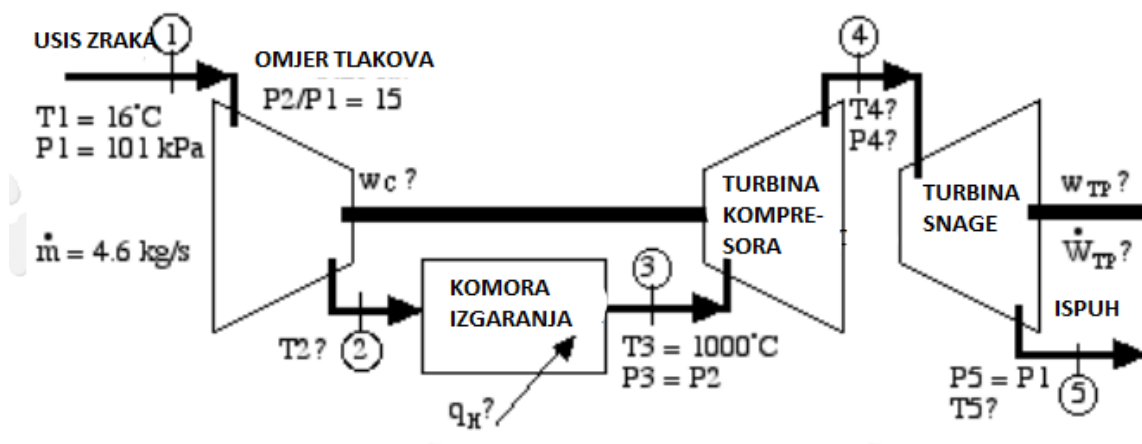 USIS ZRAKA
1
OMJER TLAKOVA
P2/P1 = 15
T1 = 16°C
P1 = 101 kPa
ṁ = 4.6 kg/s
wC ?
T2?
2
KOMORA
IZGARANJA
qH?
3
T3 = 1000°C
P3 = P2
TURBINA
KOMPRE-
SORA
4
T4?
P4?
TURBINA
SNAGE
wTP ?
ẆTP ?
ISPUH
P5 = P1
T5?
5